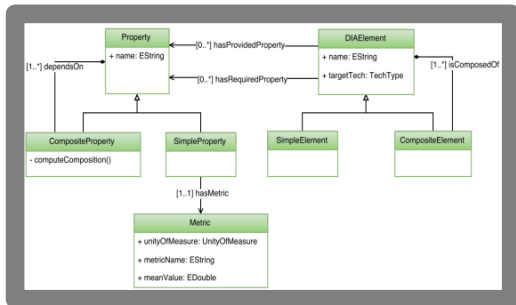 Property
+ name: EString
[0..*] hasProvidedProperty
DIAElement
+ name: EString
+ targetTech: TechType
[1..*] dependsOn
[0..*] hasRequiredProperty
[1..*] isComposedOf
CompositeProperty
- computeComposition()
SimpleProperty
SimpleElement
CompositeElement
[1..1] hasMetric
Metric
+ unityOfMeasure: UnityOfMeasure
+ metricName: EString
+ meanValue: EDouble